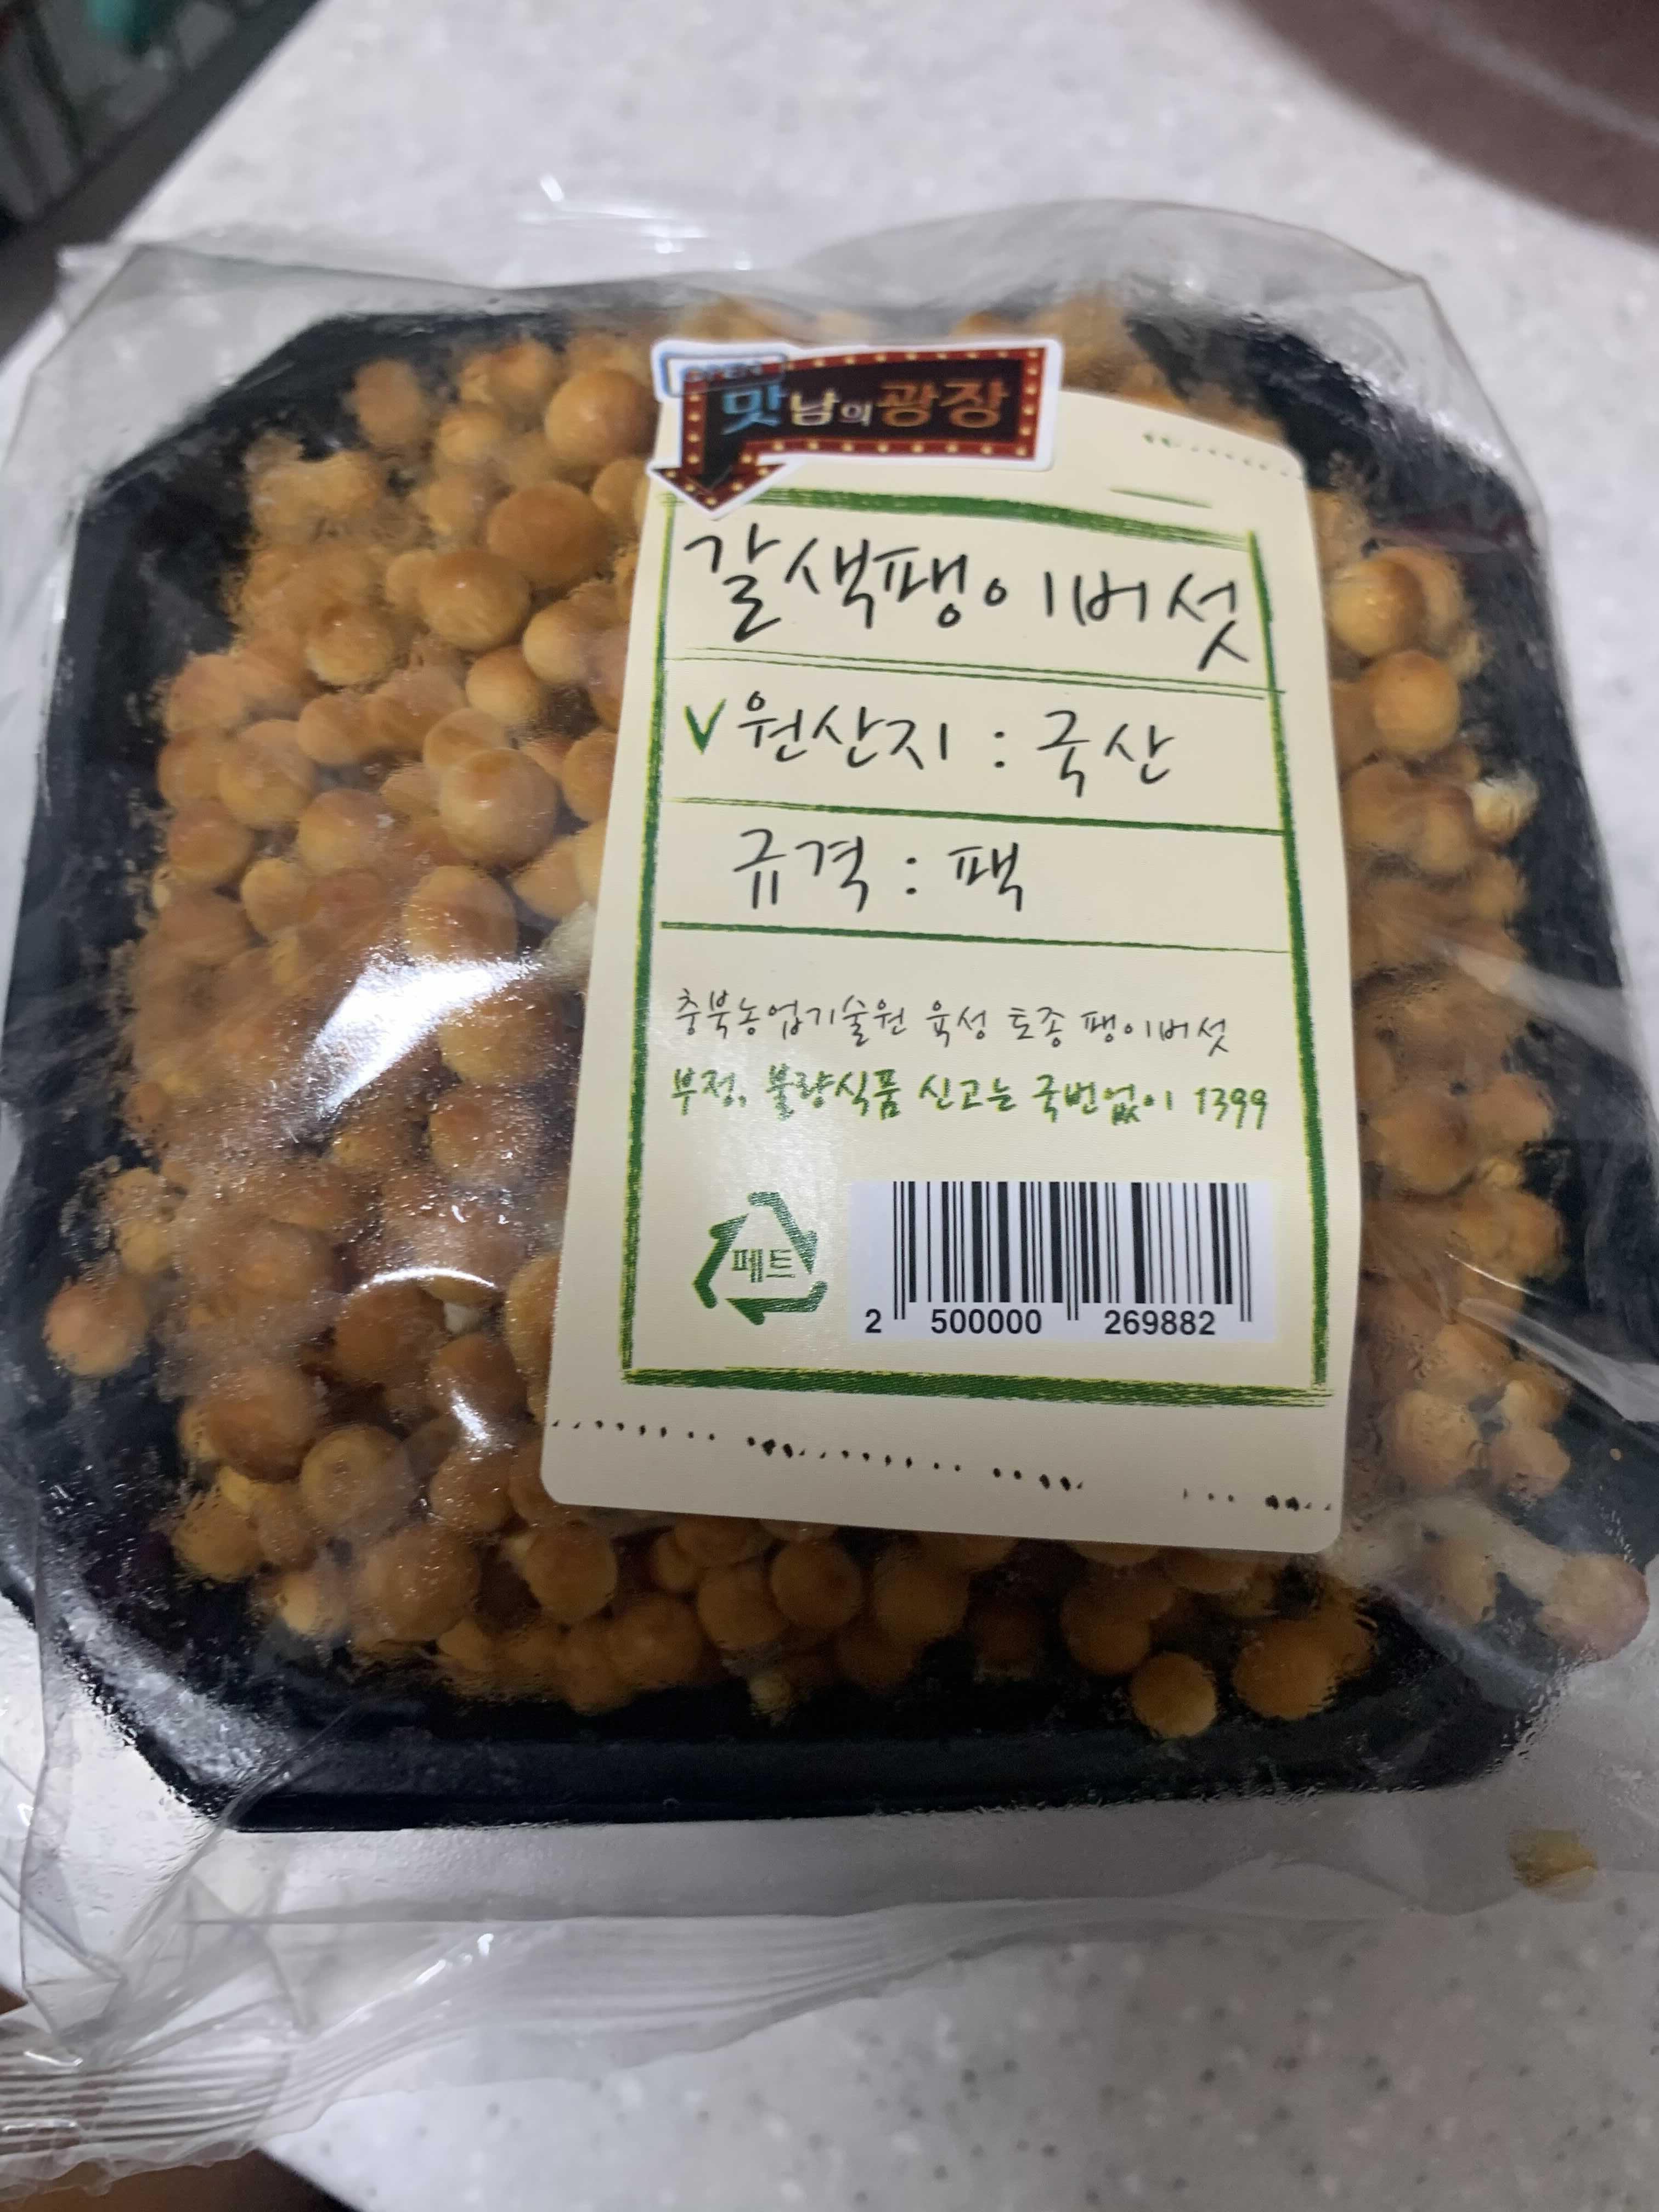 맛남의 광장
갈색팽이버섯
V 원산지 : 국산
규격 : 팩
충북농업기술원 육성 토종 팽이버섯
부정, 불량식품 신고는 국번없이 1399
페트
2 500000 269882